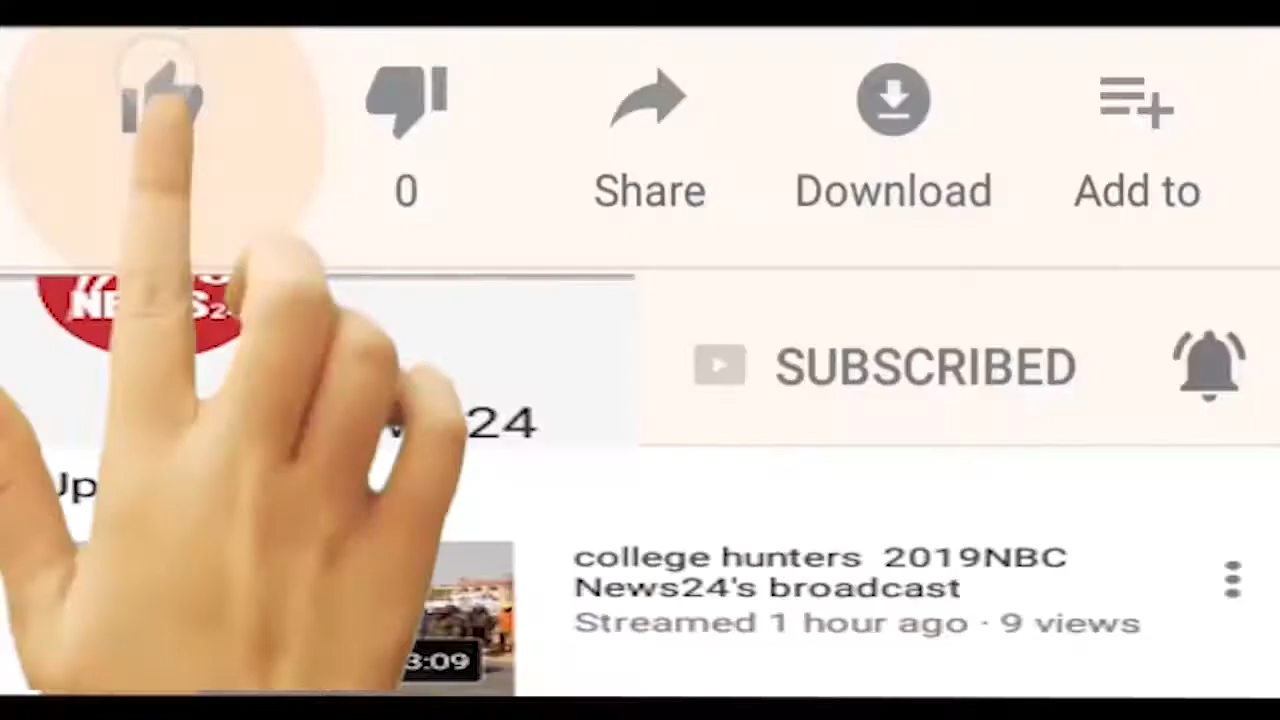 0
Share
Download
Add to
SUBSCRIBED
24
college hunters 2019NBC
News24's broadcast
Streamed 1 hour ago · 9 views
3:09